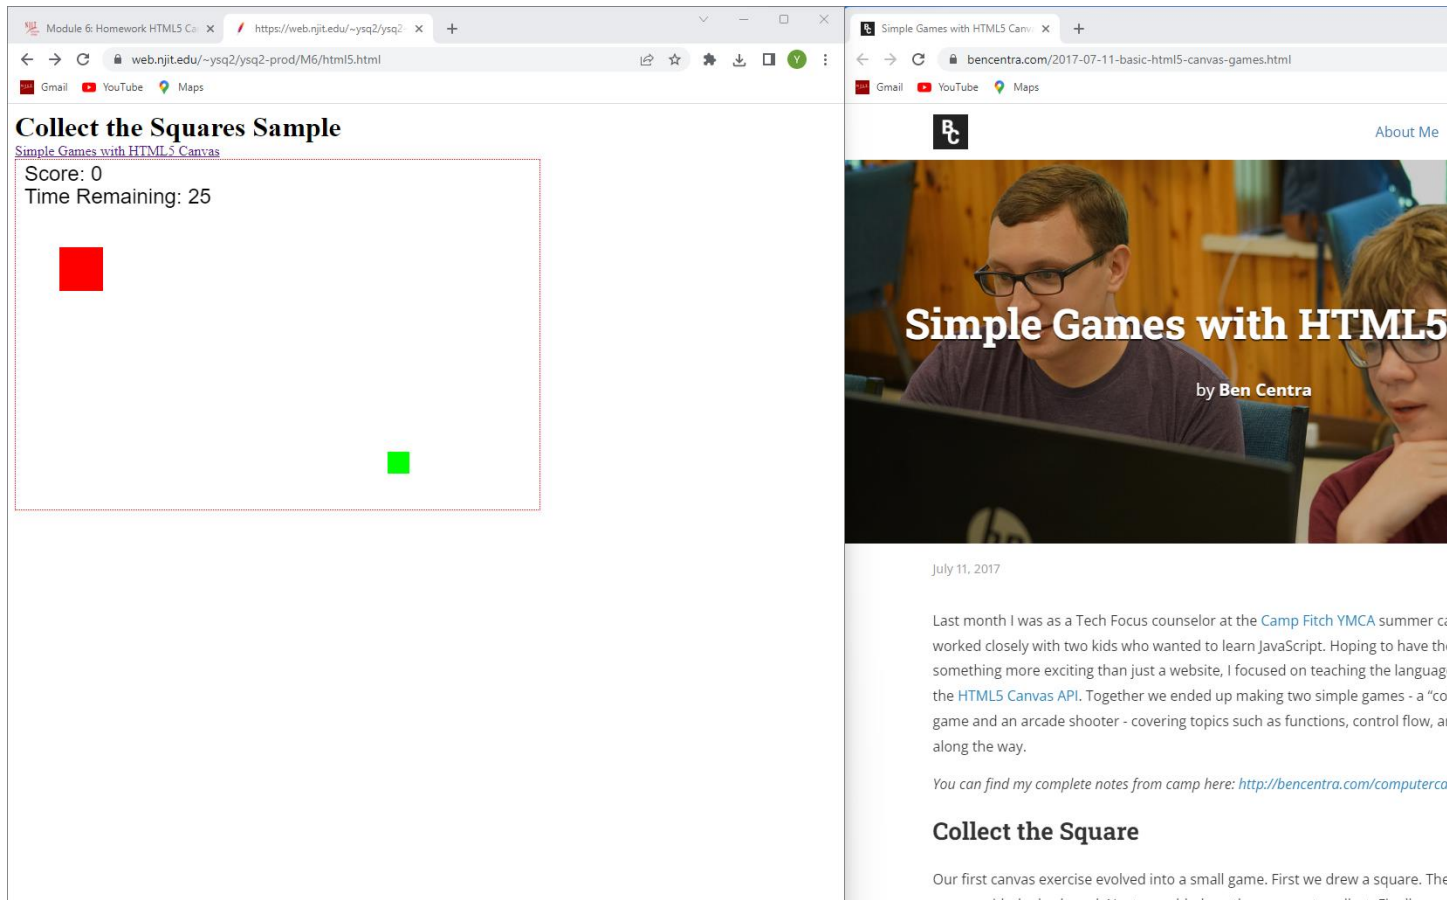 Module 6: Homework HTML5 Ca
https://web.njit.edu/~ysq2/ysq2-
web.njit.edu/~ysq2/ysq2-prod/M6/html5.html
Y
Gmail
YouTube
Maps
Collect the Squares Sample
Simple Games with HTML5 Canvas
Score: 0
Time Remaining: 25
Simple Games with HTML5 Canv
bencentra.com/2017-07-11-basic-html5-canvas-games.html
Gmail
YouTube
Maps
BC
About Me
Simple Games with HTML5
by Ben Centra
hp
July 11, 2017
Last month I was as a Tech Focus counselor at the Camp Fitch YMCA summer ca
worked closely with two kids who wanted to learn JavaScript. Hoping to have the
something more exciting than just a website, I focused on teaching the languag
the HTML5 Canvas API. Together we ended up making two simple games - a “co
game and an arcade shooter - covering topics such as functions, control flow, a
along the way.
You can find my complete notes from camp here: http://bencentra.com/computerca
Collect the Square
Our first canvas exercise evolved into a small game. First we drew a square. The